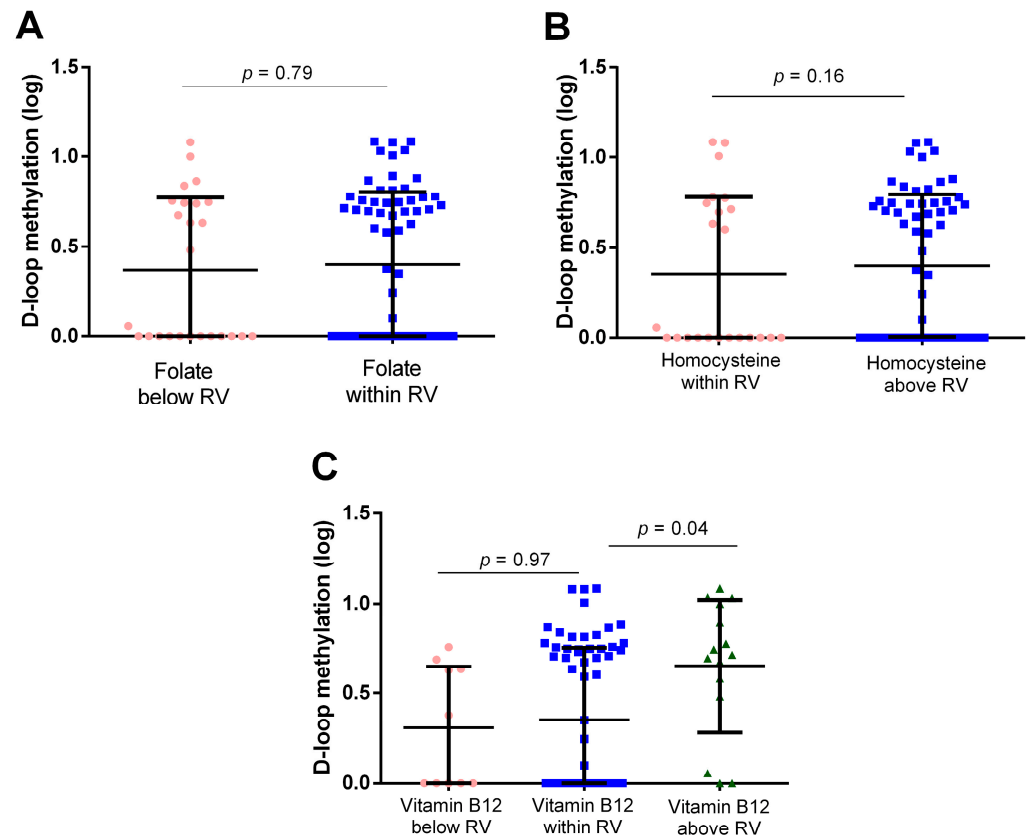 A
D-loop methylation (log)
1.5
1.0
0.5
0.0
p = 0.79
Folate
below RV
Folate
within RV
B
D-loop methylation (log)
1.5
1.0
0.5
0.0
p = 0.16
Homocysteine
within RV
Homocysteine
above RV
C
D-loop methylation (log)
1.5
1.0
0.5
0.0
p = 0.97
p = 0.04
Vitamin B12
below RV
Vitamin B12
within RV
Vitamin B12
above RV